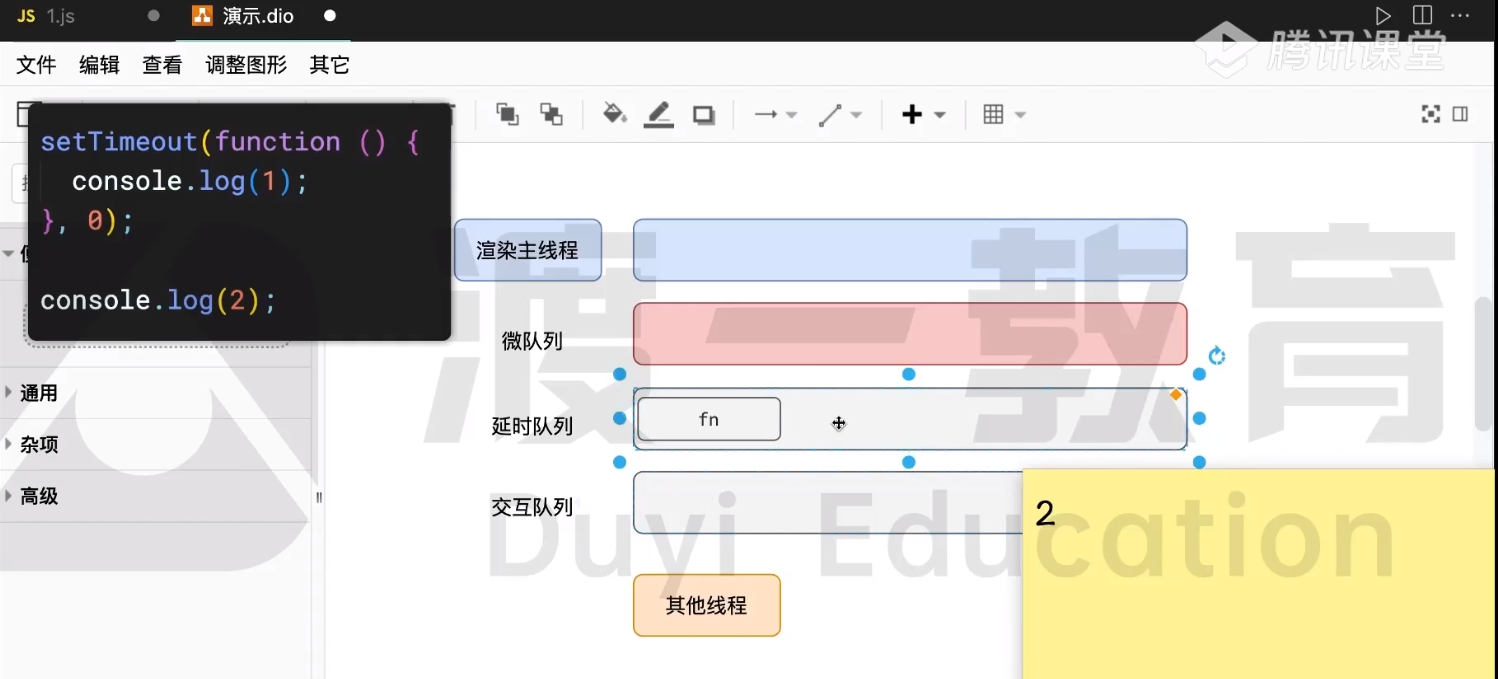 JS 1.js
演示.dio
腾讯课堂
文件 编辑 查看 调整图形 其它
setTimeout(function () {
console.log(1);
}, 0);
console.log(2);
通用
杂项
高级
渲染主线程
微队列
延时队列
fn
交互队列
其他线程
2
渡一教育
Duyi Education